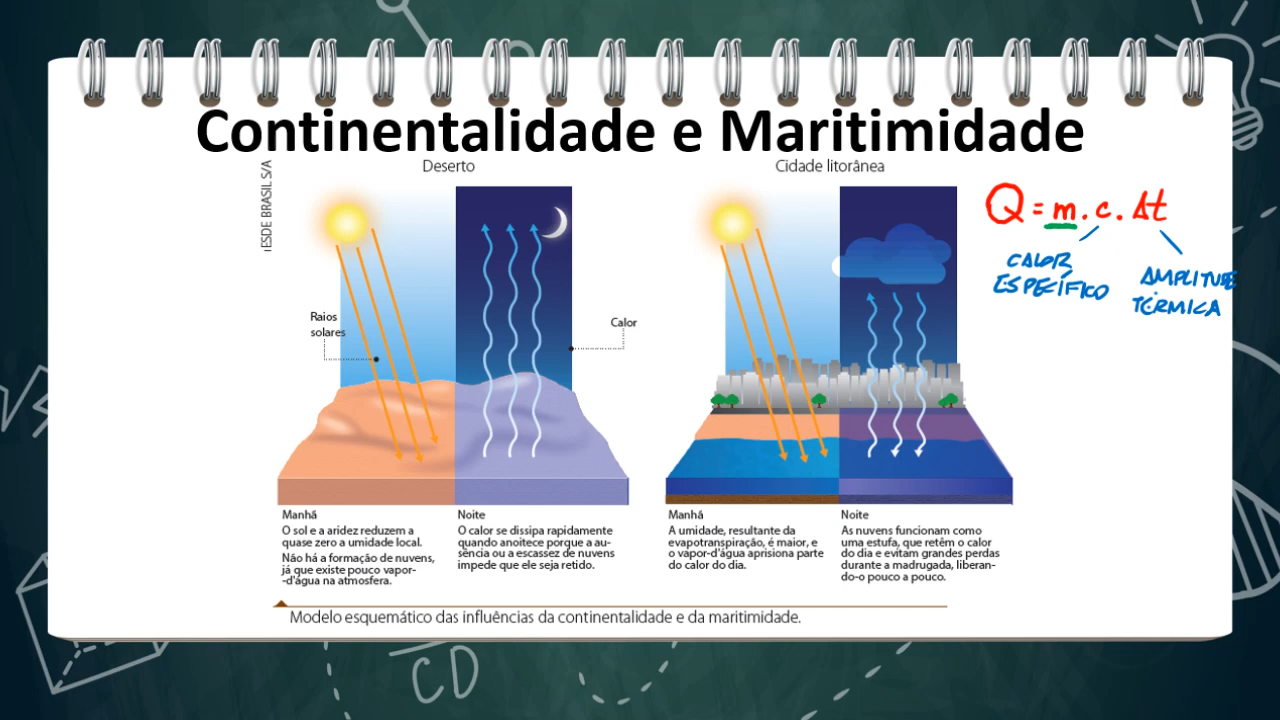 Continentalidade e Maritimidade
IESDE BRASIL S/A
Deserto
Raios
solares
Calor
Manhã
O sol e a aridez reduzem a
quase zero a umidade local.
Não há a formação de nuvens,
já que existe pouco vapor-
-d'água na atmosfera.
Noite
O calor se dissipa rapidamente
quando anoitece porque a au-
sência ou a escassez de nuvens
impede que ele seja retido.
Cidade litorânea
Manhã
A umidade, resultante da
evapotranspiração, é maior, e
o vapor-d'água aprisiona parte
do calor do dia.
Noite
As nuvens funcionam como
uma estufa, que retêm o calor
do dia e evitam grandes perdas
durante a madrugada, liberan-
do-o pouco a pouco.
Modelo esquemático das influências da continentalidade e da maritimidade.
Q = m . c . Δt
CALOR
ESPECÍFICO
AMPLITUDE
TÉRMICA
CD